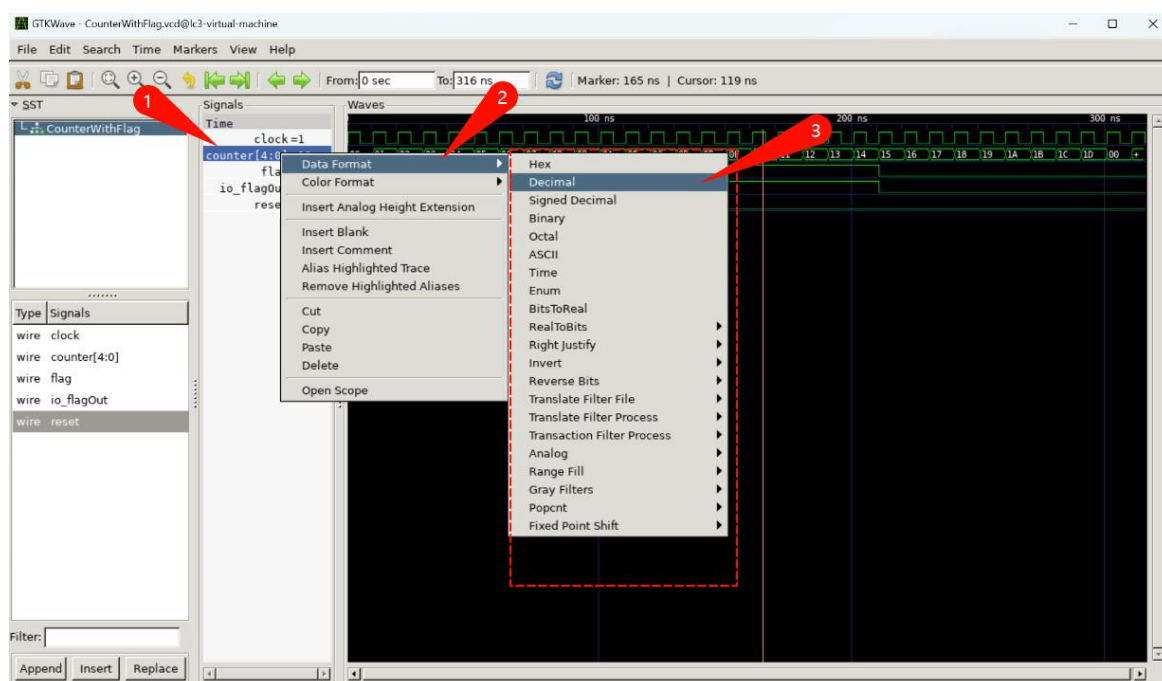 GTKWave - CounterWithFlag.vcd@lc3-virtual-machine
File Edit Search Time Markers View Help
From: 0 sec To: 316 ns Marker: 165 ns | Cursor: 119 ns
SST
CounterWithFlag
Type Signals
wire clock
wire counter[4:0]
wire flag
wire io_flagOut
wire reset
Filter:
Append Insert Replace
Signals
Time
clock=1
counter[4:0]
fla
io_flagOu
rese
Waves
100 ns 200 ns 300 ns
12 13 14 15 16 17 18 19 1A 1B 1C 1D 00 +
1
2
3
Data Format
Color Format
Insert Analog Height Extension
Insert Blank
Insert Comment
Alias Highlighted Trace
Remove Highlighted Aliases
Cut
Copy
Paste
Delete
Open Scope
Hex
Decimal
Signed Decimal
Binary
Octal
ASCII
Time
Enum
BitsToReal
RealToBits
Right Justify
Invert
Reverse Bits
Translate Filter File
Translate Filter Process
Transaction Filter Process
Analog
Range Fill
Gray Filters
Popcnt
Fixed Point Shift